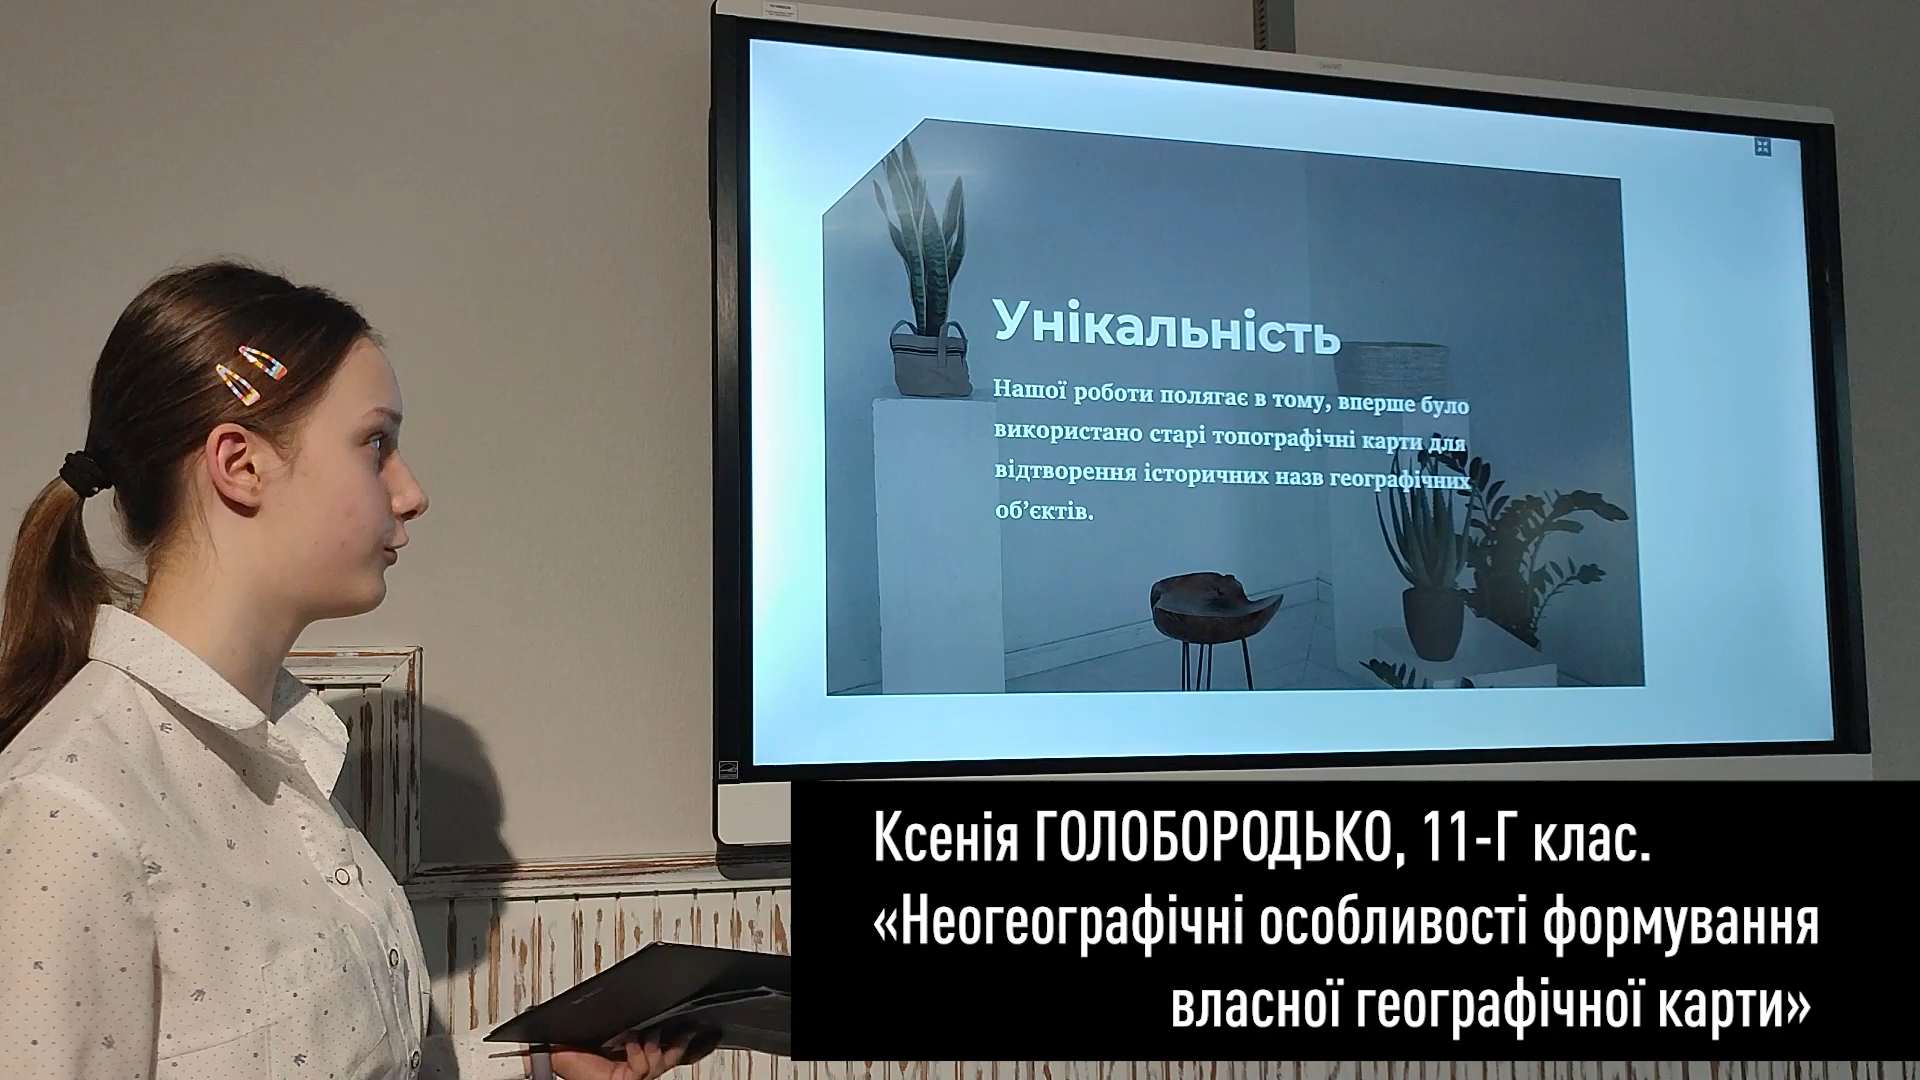 Унікальність
Нашої роботи полягає в тому, вперше було
використано старі топографічні карти для
відтворення історичних назв географічних
об’єктів.
Ксенія ГОЛОБОРОДЬКО, 11-Г клас.
«Неогеографічні особливості формування
власної географічної карти»